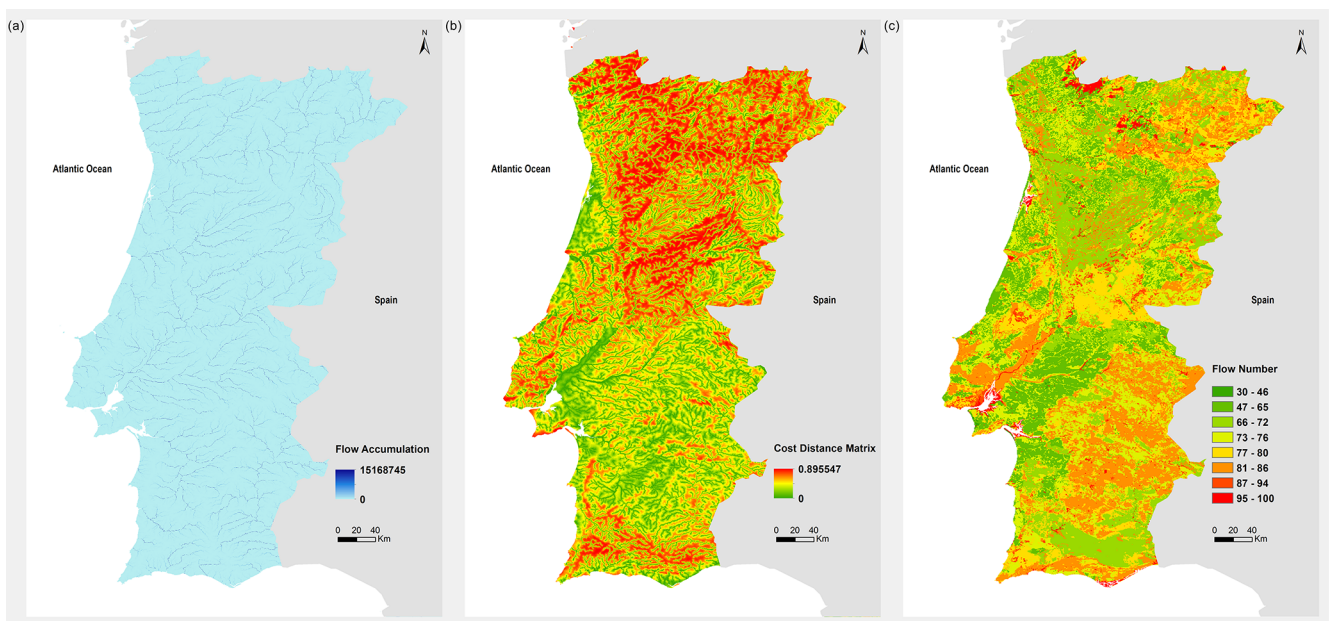 (a)
N
Atlantic Ocean
Spain
Flow Accumulation
15168745
0
0 20 40
Km
(b)
N
Atlantic Ocean
Spain
Cost Distance Matrix
0.895547
0
0 20 40
Km
(c)
N
Atlantic Ocean
Spain
Flow Number
30 - 46
47 - 65
66 - 72
73 - 76
77 - 80
81 - 86
87 - 94
95 - 100
0 20 40
Km